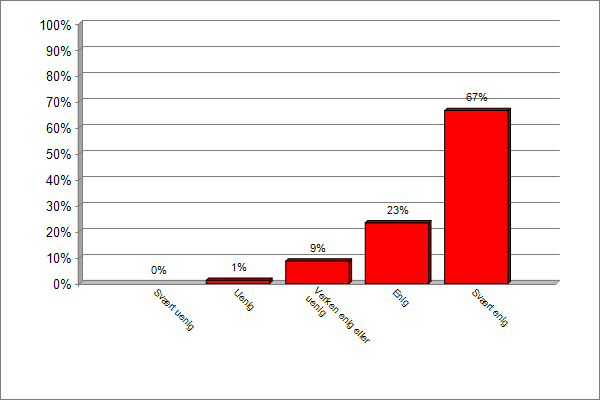 100%
90%
80%
70%
60%
50%
40%
30%
20%
10%
0%
0%
1%
9%
23%
67%
Svært uenig
Uenig
Verken enig eller
uenig
Enig
Svært enig